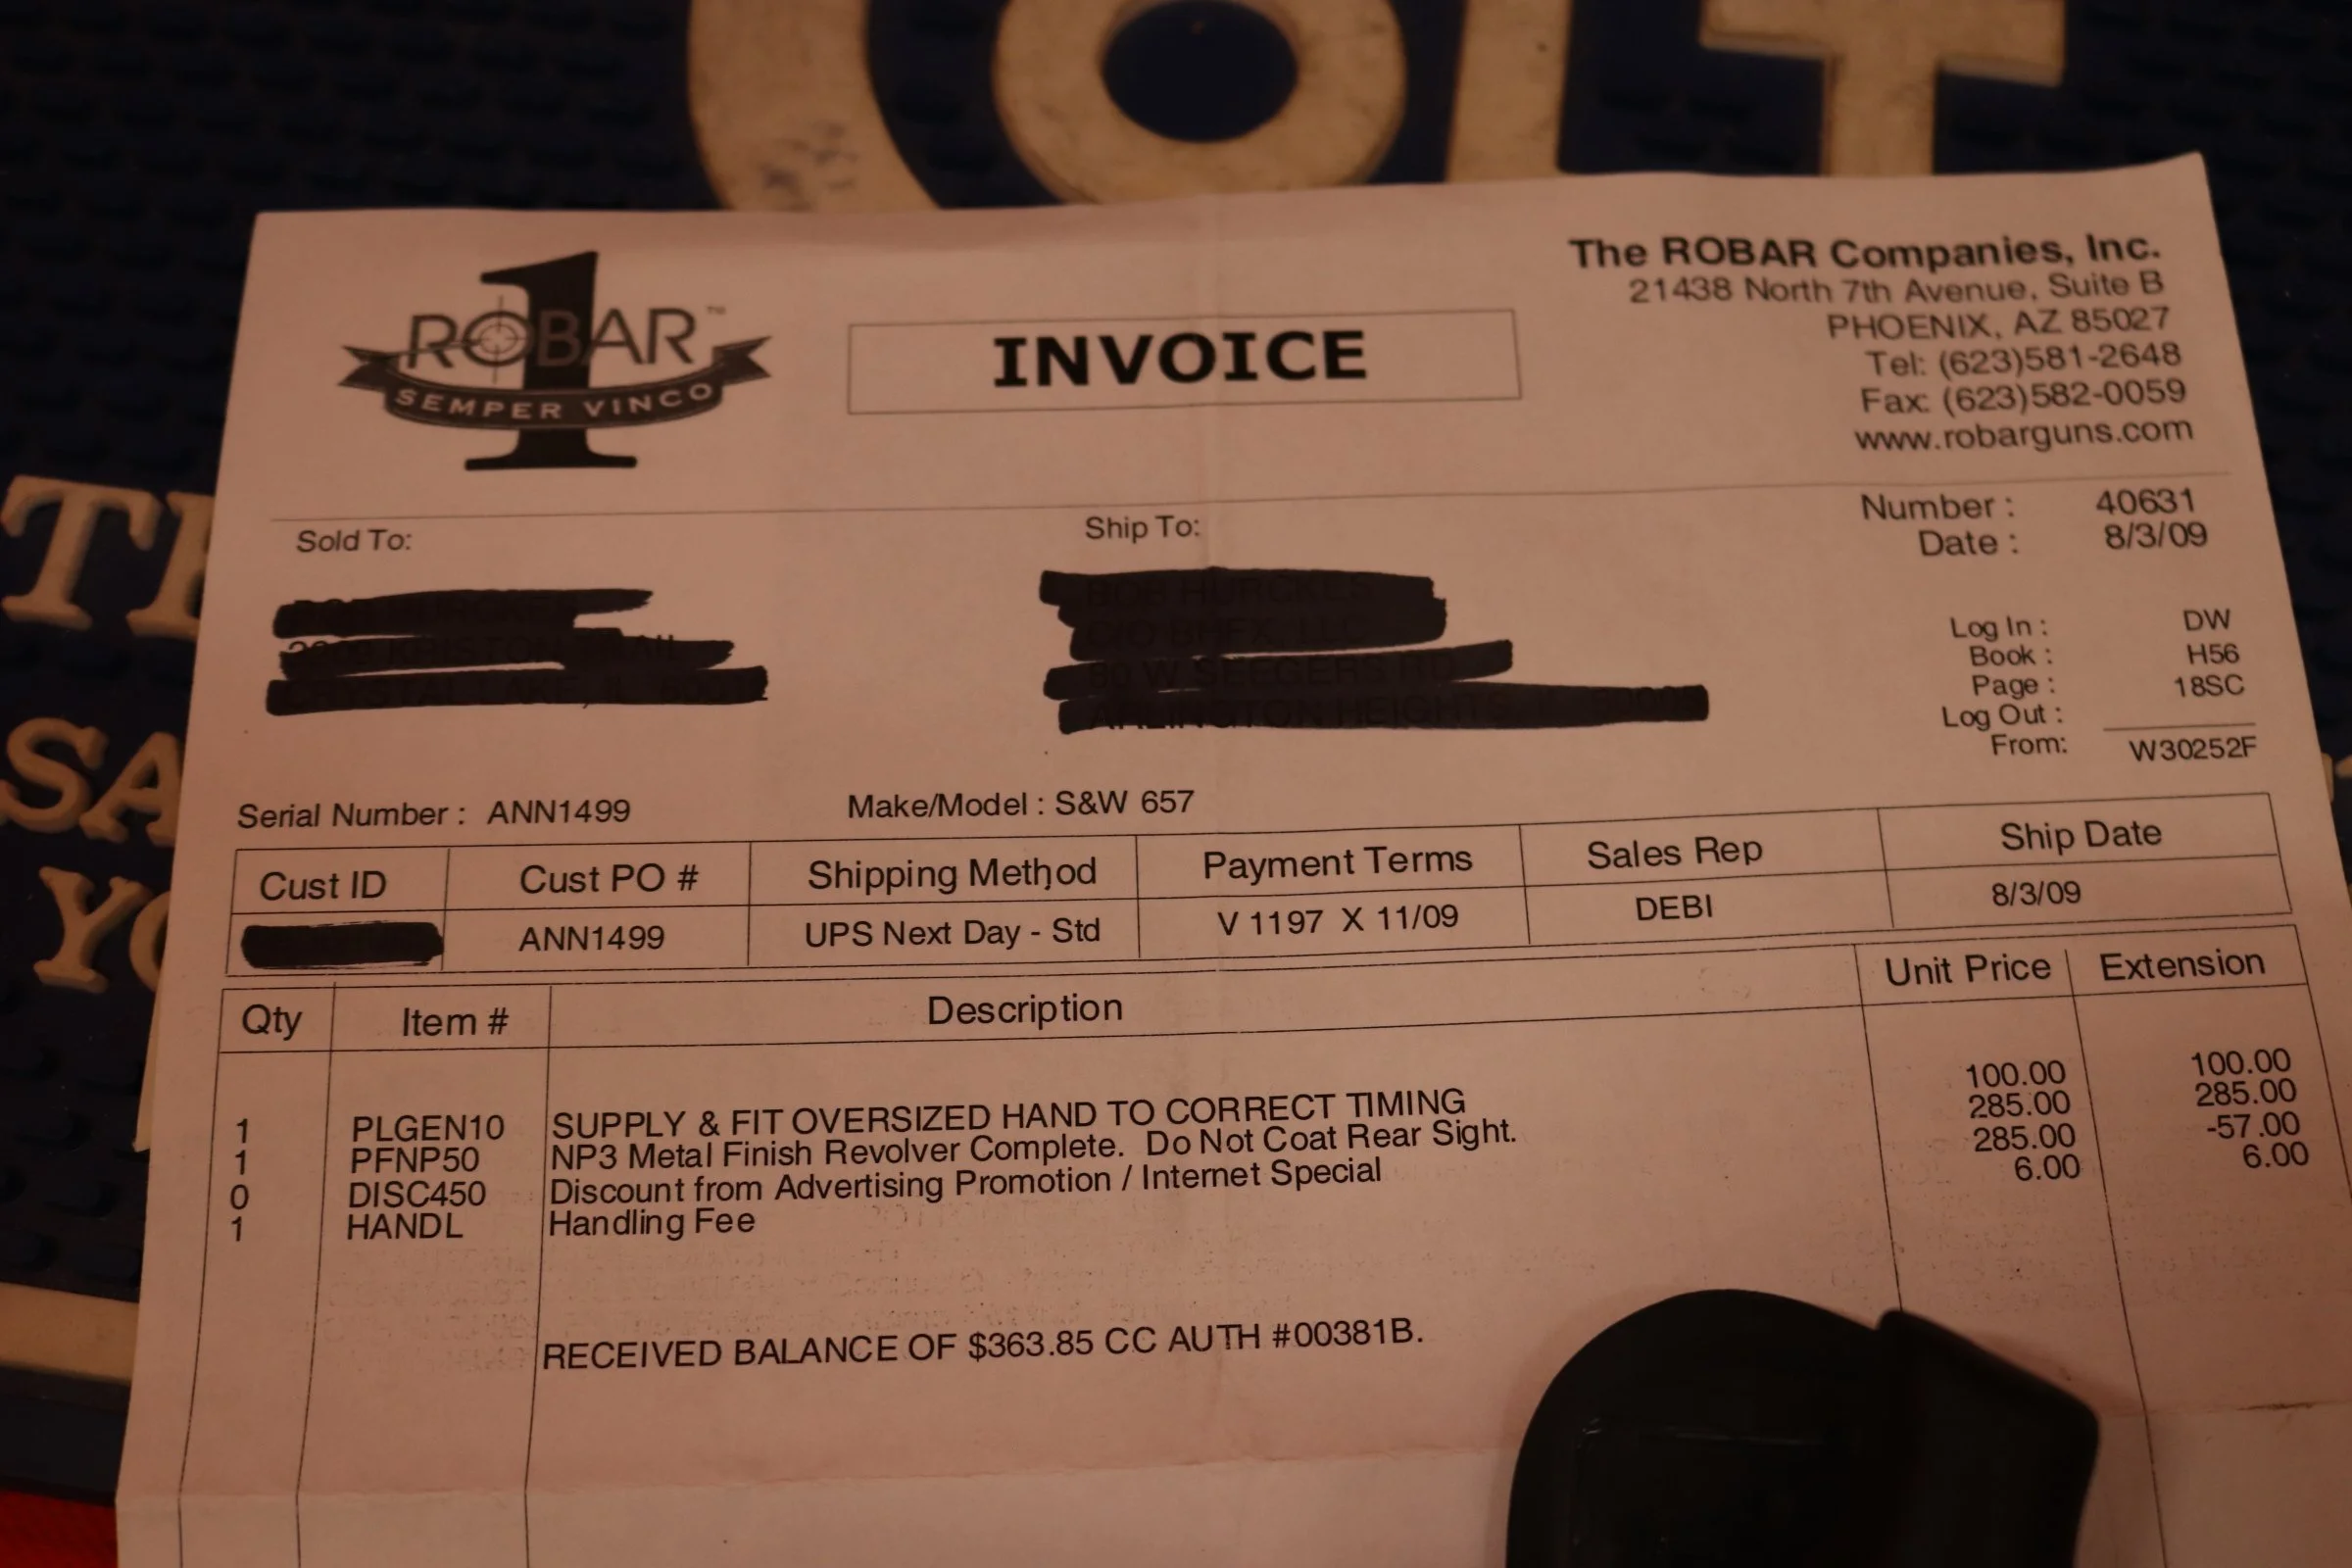 COLT
ROBAR™
1
SEMPER VINCO
INVOICE
The ROBAR Companies, Inc.
21438 North 7th Avenue, Suite B
PHOENIX, AZ 85027
Tel: (623)581-2648
Fax: (623)582-0059
www.robarguns.com
Number : 40631
Date : 8/3/09
Sold To:
Ship To:
Log In : DW
Book : H56
Page : 18SC
Log Out :
From: W30252F
SA
Serial Number : ANN1499 Make/Model : S&W 657
Cust ID Cust PO # Shipping Method Payment Terms Sales Rep Ship Date
ANN1499 UPS Next Day - Std V 1197 X 11/09 DEBI 8/3/09
Qty Item # Description Unit Price Extension
1 PLGEN10 SUPPLY & FIT OVERSIZED HAND TO CORRECT TIMING 100.00 100.00
1 PFNP50 NP3 Metal Finish Revolver Complete. Do Not Coat Rear Sight. 285.00 285.00
0 DISC450 Discount from Advertising Promotion / Internet Special 285.00 -57.00
1 HANDL Handling Fee 6.00 6.00
RECEIVED BALANCE OF $363.85 CC AUTH #00381B.